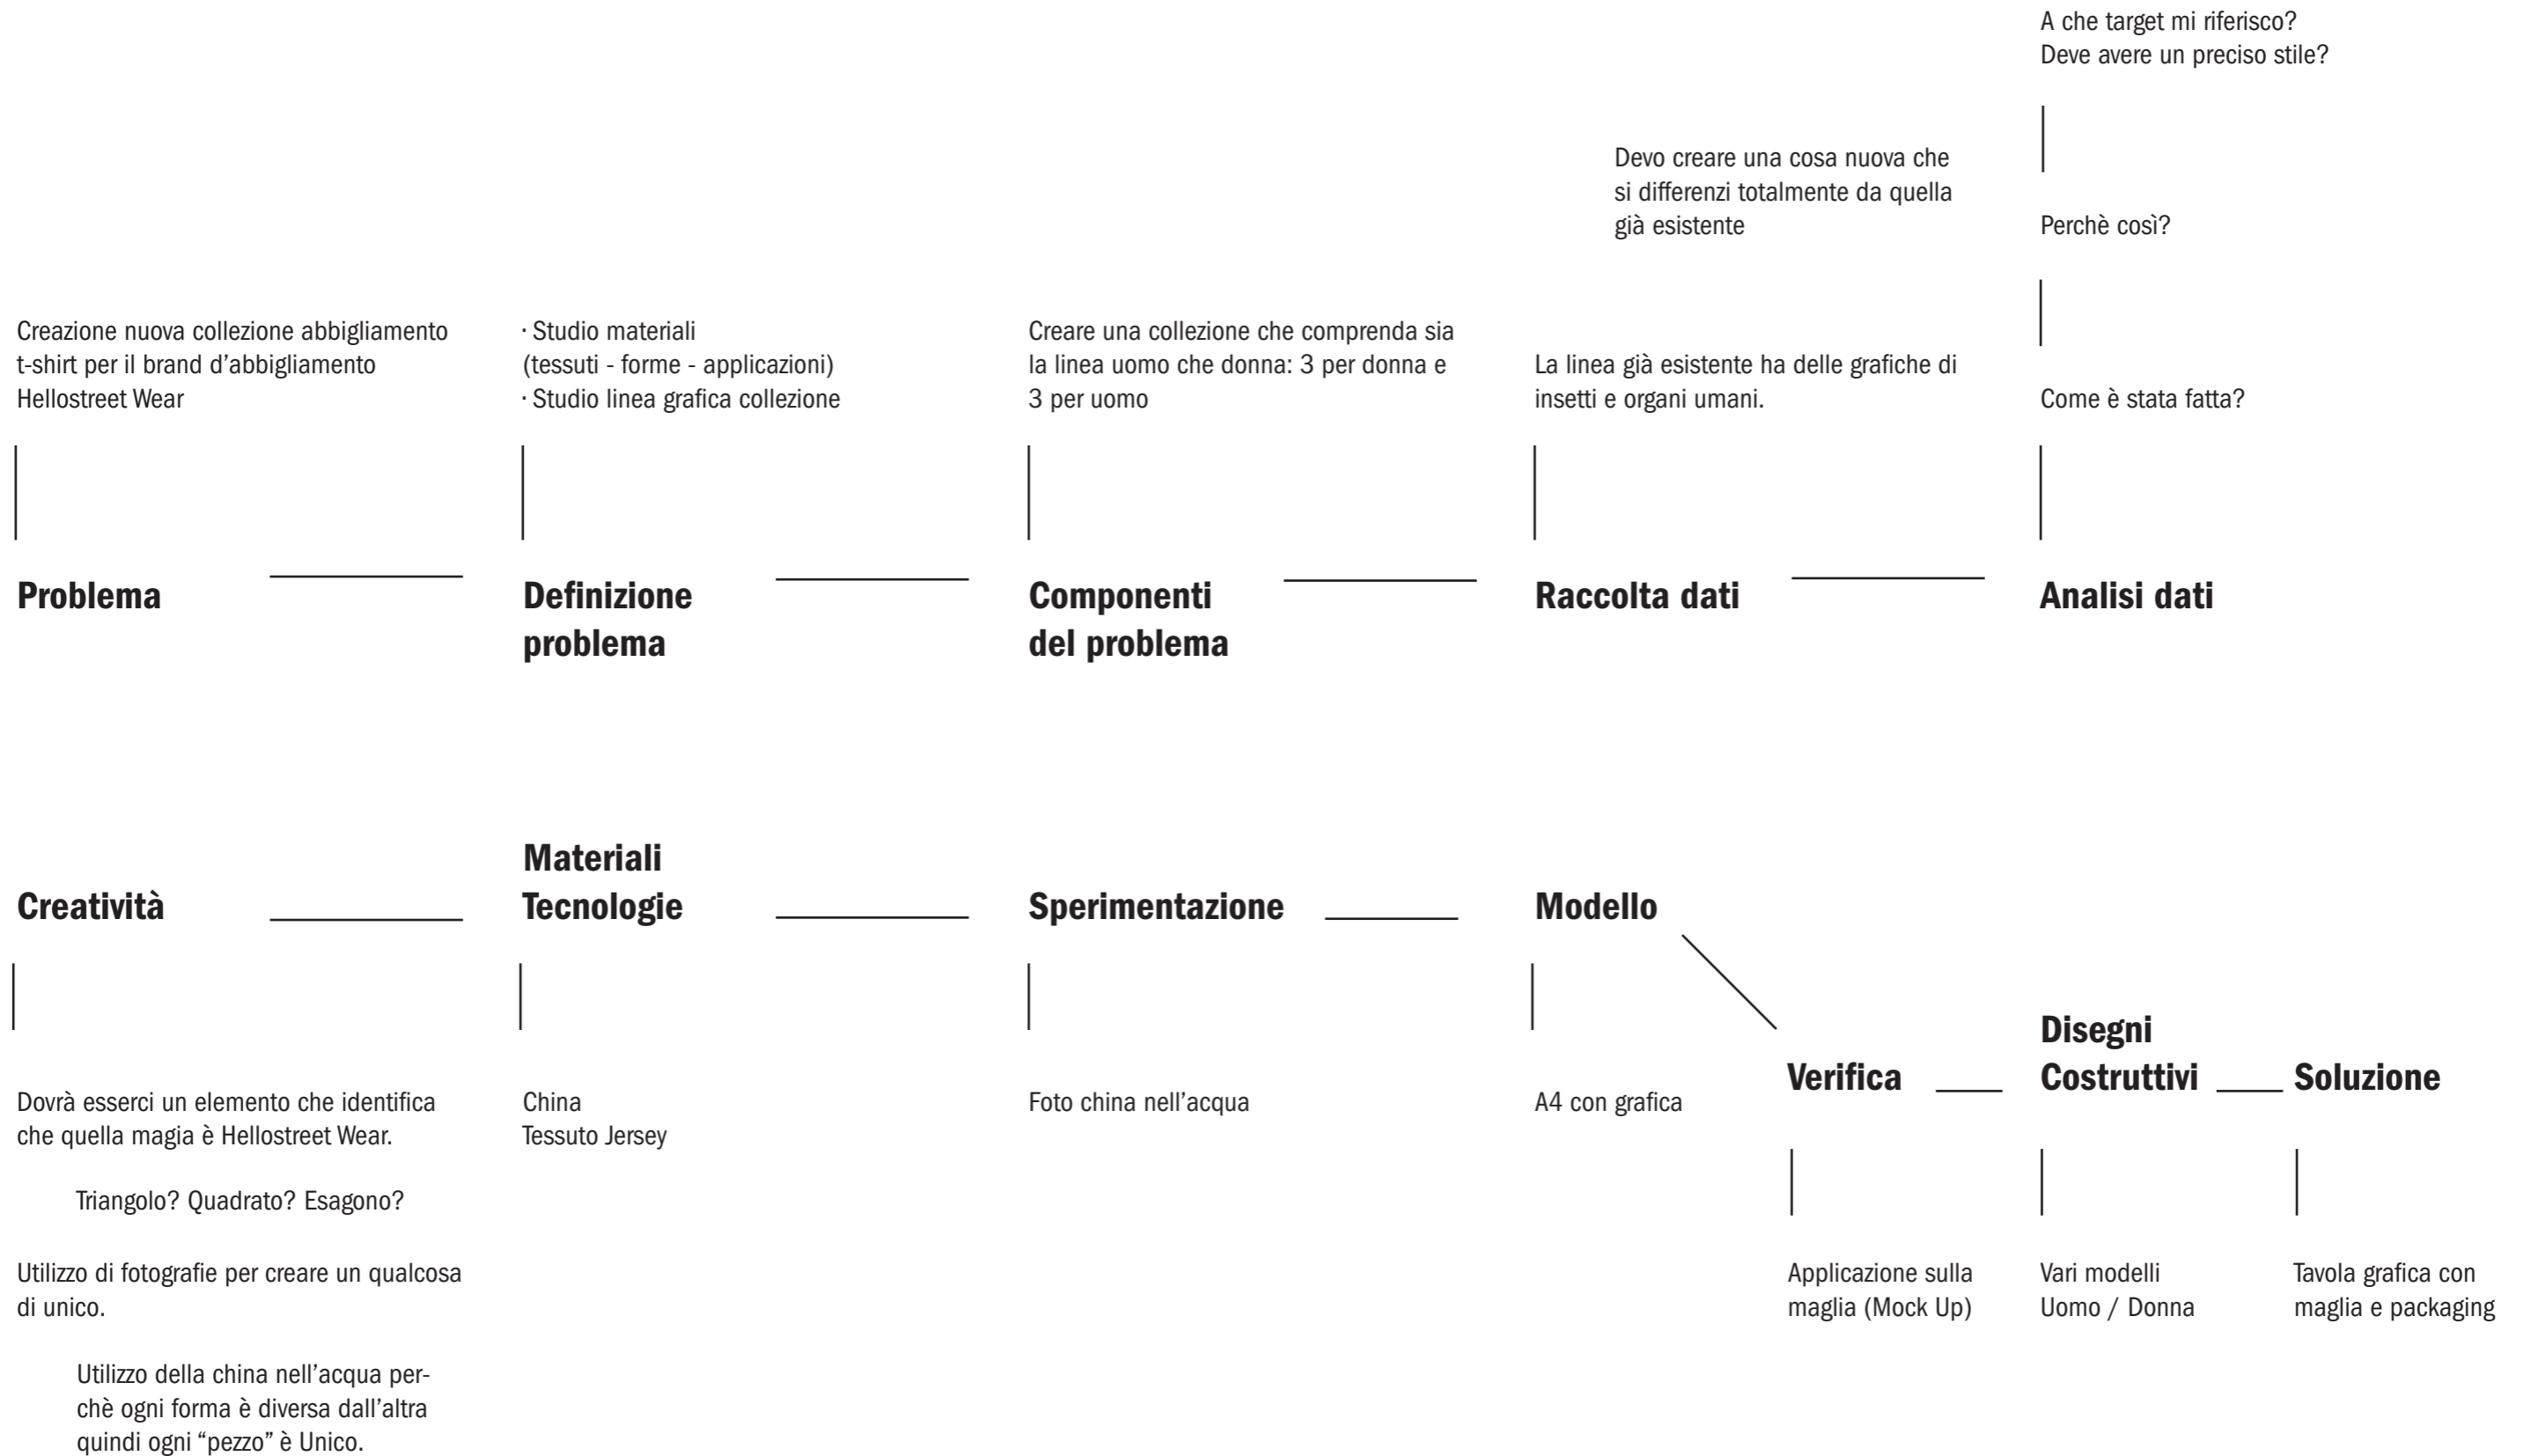 Creazione nuova collezione abbigliamento
t-shirt per il brand d'abbigliamento
Hellostreet Wear
Problema
· Studio materiali
(tessuti - forme - applicazioni)
· Studio linea grafica collezione
Definizione
problema
Creare una collezione che comprenda sia
la linea uomo che donna: 3 per donna e
3 per uomo
Componenti
del problema
Devo creare una cosa nuova che
si differenzi totalmente da quella
già esistente
La linea già esistente ha delle grafiche di
insetti e organi umani.
Raccolta dati
A che target mi riferisco?
Deve avere un preciso stile?
Perchè così?
Come è stata fatta?
Analisi dati
Creatività
Dovrà esserci un elemento che identifica
che quella magia è Hellostreet Wear.
Triangolo? Quadrato? Esagono?
Utilizzo di fotografie per creare un qualcosa
di unico.
Utilizzo della china nell'acqua per-
chè ogni forma è diversa dall'altra
quindi ogni “pezzo” è Unico.
Materiali
Tecnologie
China
Tessuto Jersey
Sperimentazione
Foto china nell'acqua
Modello
A4 con grafica
Verifica
Applicazione sulla
maglia (Mock Up)
Disegni
Costruttivi
Vari modelli
Uomo / Donna
Soluzione
Tavola grafica con
maglia e packaging